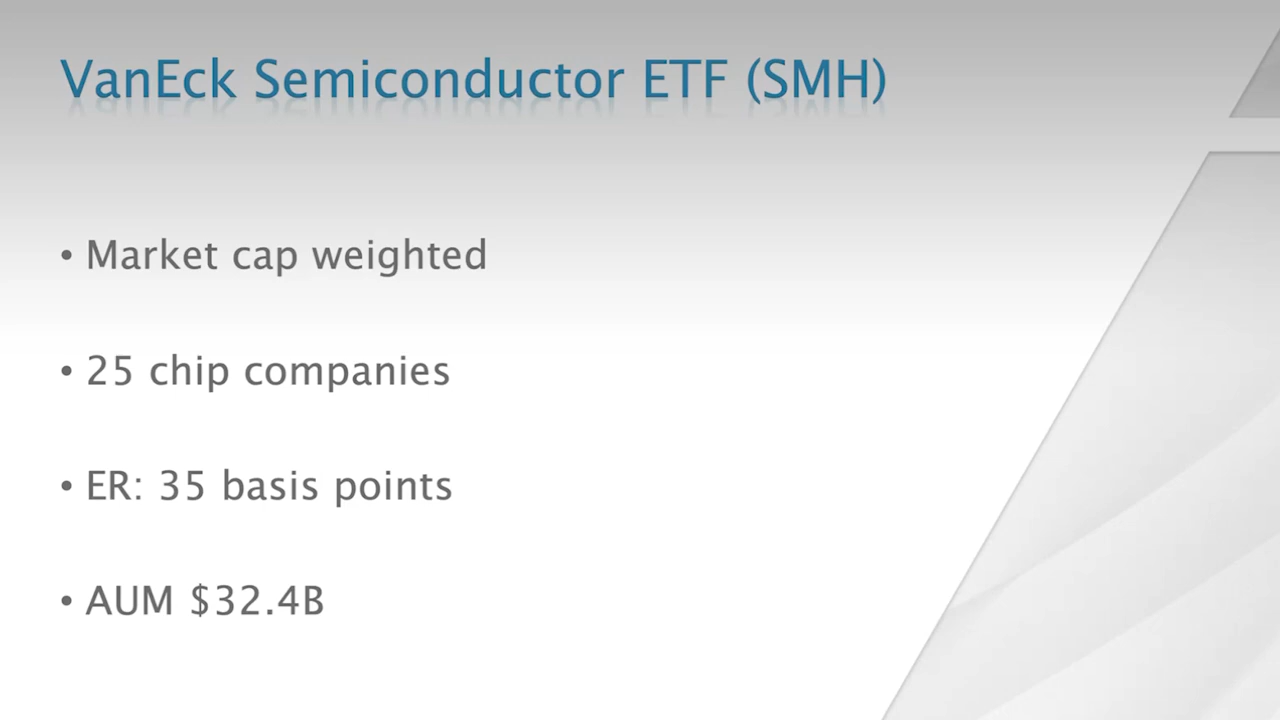 VanEck Semiconductor ETF (SMH)
• Market cap weighted
• 25 chip companies
• ER: 35 basis points
• AUM $32.4B